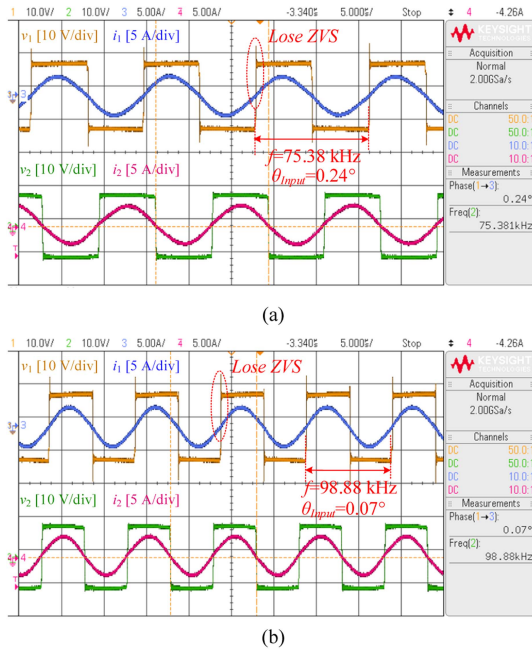 10.0V/ 2 10.0V/ 3 5.00A/ 4 5.00A/ -3.340s 5.000s/ Stop 4 -4.26A
v1 [10 V/div] i1 [5 A/div] Lose ZVS
KEYSIGHT
TECHNOLOGIES
Acquisition
Normal
2.00GSa/s
Channels
DC 50.0:1
DC 50.0:1
DC 10.0:1
DC 10.0:1
f=75.38 kHz
θInput=0.24°
Measurements
Phase(1→3):
0.24°
Freq(2):
75.381kHz
v2 [10 V/div] i2 [5 A/div]
(a)
10.0V/ 2 10.0V/ 3 5.00A/ 4 5.00A/ -3.340s 5.000s/ Stop 4 -4.26A
v1 [10 V/div] i1 [5 A/div] Lose ZVS
KEYSIGHT
TECHNOLOGIES
Acquisition
Normal
2.00GSa/s
Channels
DC 50.0:1
DC 50.0:1
DC 10.0:1
DC 10.0:1
f=98.88 kHz
θInput=0.07°
Measurements
Phase(1→3):
0.07°
Freq(2):
98.88kHz
v2 [10 V/div] i2 [5 A/div]
(b)